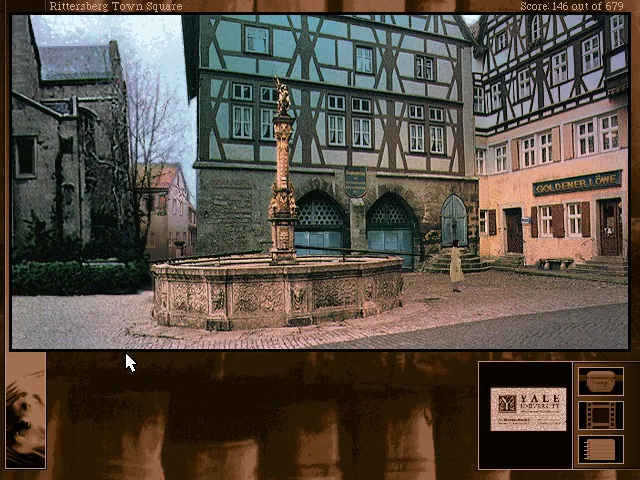 Rittersberg Town Square
Score: 146 out of 679
GOLDENER LÖWE
YALE
UNIVERSITY